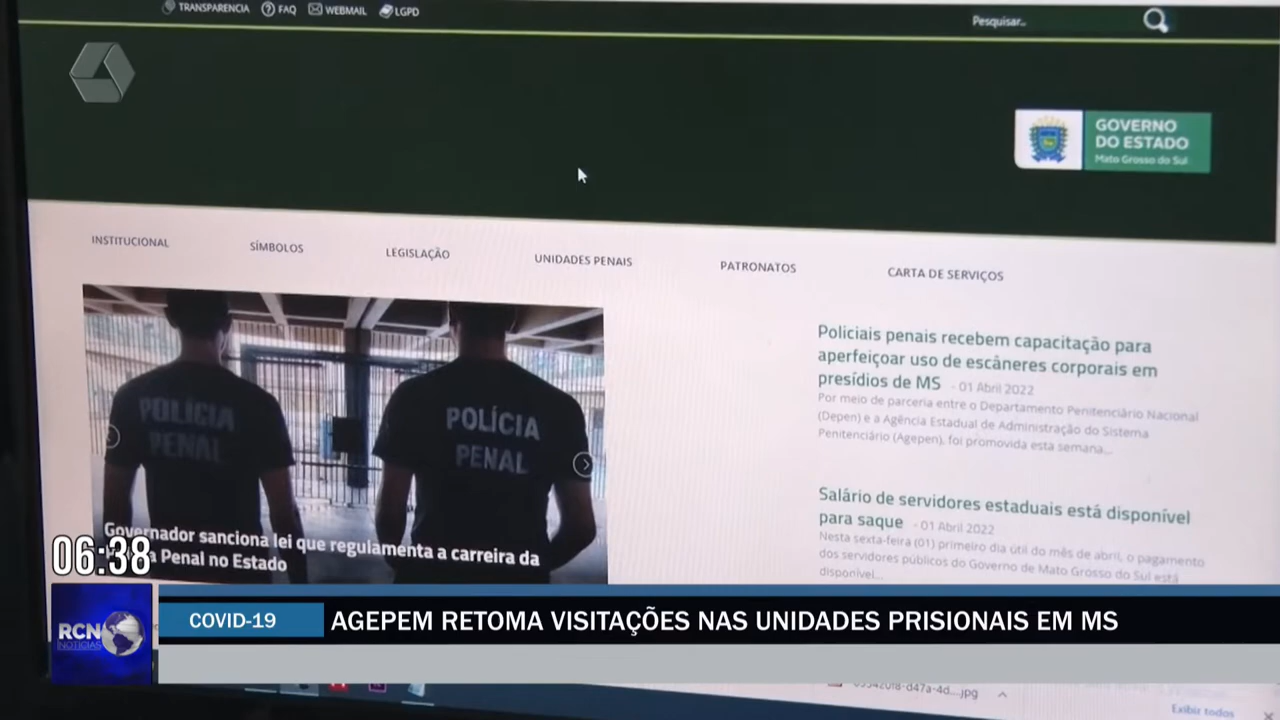 TRANSPARENCIA FAQ WEBMAIL LGPD
Pesquisar..
GOVERNO
DO ESTADO
Mato Grosso do Sul
INSTITUCIONAL SÍMBOLOS LEGISLAÇÃO UNIDADES PENAIS PATRONATOS CARTA DE SERVIÇOS
POLÍCIA
PENAL
POLÍCIA
PENAL
Governador sanciona lei que regulamenta a carreira da
Penal no Estado
Policiais penais recebem capacitação para
aperfeiçoar uso de escâneres corporais em
presídios de MS - 01 Abril 2022
Por meio de parceria entre o Departamento Penitenciário Nacional
(Depen) e a Agência Estadual de Administração do Sistema
Penitenciário (Agepen), foi promovida esta semana...
Salário de servidores estaduais está disponível
para saque - 01 Abril 2022
Nesta sexta-feira (01) primeiro dia útil do mês de abril, o pagamento
dos servidores públicos do Governo de Mato Grosso do Sul está
disponível...
06:38
RCN
NOTÍCIAS
COVID-19
AGEPEM RETOMA VISITAÇÕES NAS UNIDADES PRISIONAIS EM MS
Exibir todos